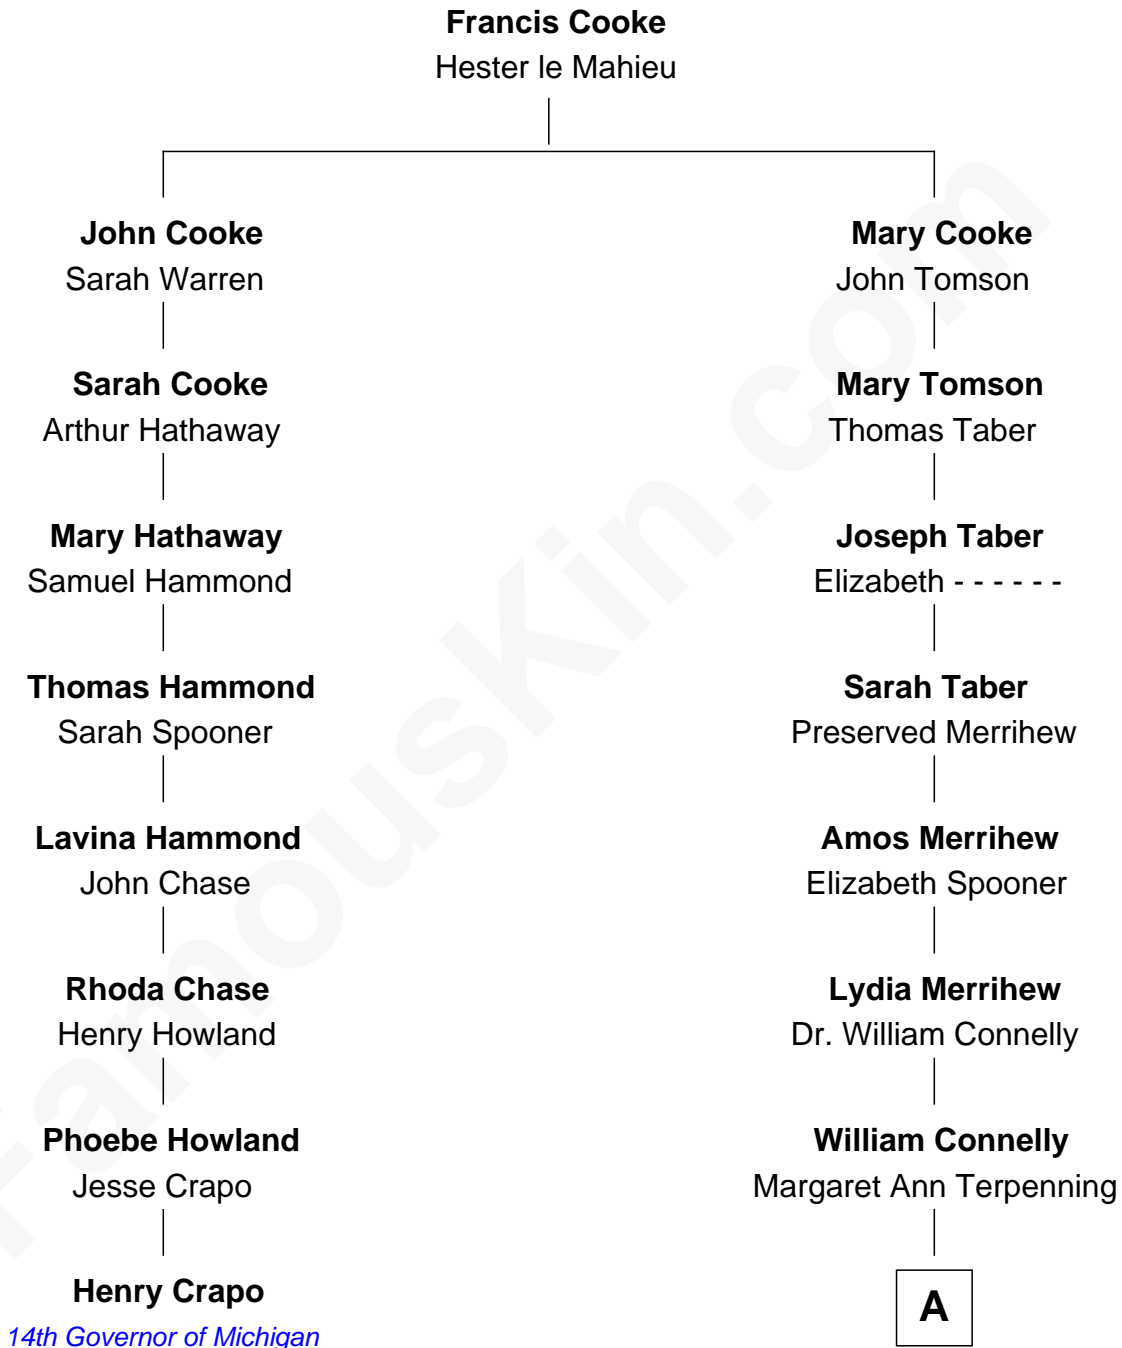 Francis Cooke
Hester le Mahieu
John Cooke
Sarah Warren
Mary Cooke
John Tomson
Sarah Cooke
Arthur Hathaway
Mary Tomson
Thomas Taber
Mary Hathaway
Samuel Hammond
Joseph Taber
Elizabeth - - - - - -
Thomas Hammond
Sarah Spooner
Sarah Taber
Preserved Merrihew
Lavina Hammond
John Chase
Amos Merrihew
Elizabeth Spooner
Rhoda Chase
Henry Howland
Lydia Merrihew
Dr. William Connelly
Phoebe Howland
Jesse Crapo
William Connelly
Margaret Ann Terpenning
Henry Crapo
14th Governor of Michigan
A
FamousKin.com